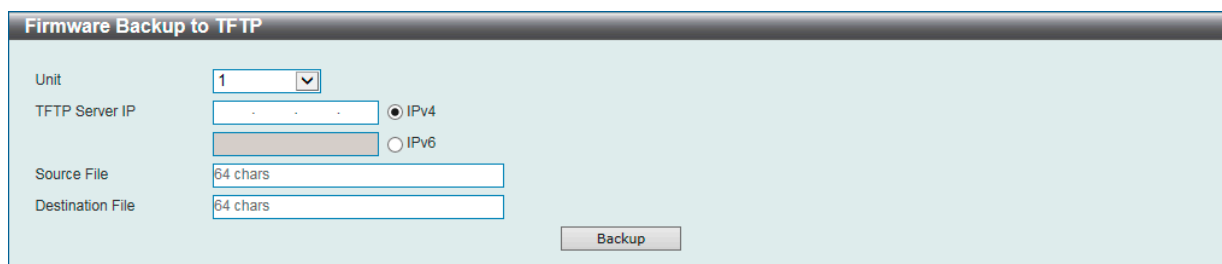 Firmware Backup to TFTP
Unit 1
TFTP Server IP . . . IPv4
IPv6
Source File 64 chars
Destination File 64 chars
Backup